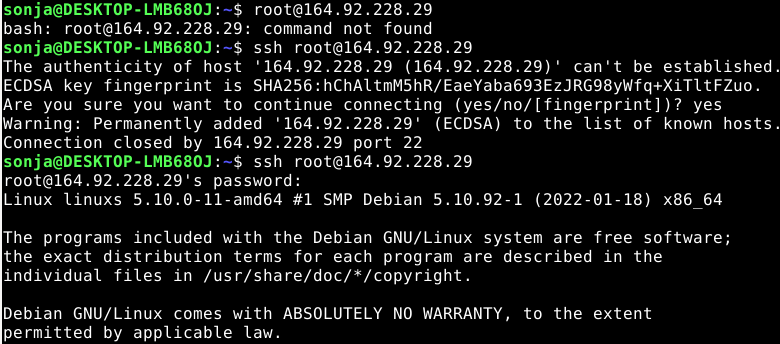 sonja@DESKTOP-LMB68OJ:~$ root@164.92.228.29
bash: root@164.92.228.29: command not found
sonja@DESKTOP-LMB68OJ:~$ ssh root@164.92.228.29
The authenticity of host '164.92.228.29 (164.92.228.29)' can't be established.
ECDSA key fingerprint is SHA256:hChAltmM5hR/EaeYaba693EzJRG98yWfq+XiTltFZuo.
Are you sure you want to continue connecting (yes/no/[fingerprint])? yes
Warning: Permanently added '164.92.228.29' (ECDSA) to the list of known hosts.
Connection closed by 164.92.228.29 port 22
sonja@DESKTOP-LMB68OJ:~$ ssh root@164.92.228.29
root@164.92.228.29's password:
Linux linuxs 5.10.0-11-amd64 #1 SMP Debian 5.10.92-1 (2022-01-18) x86_64

The programs included with the Debian GNU/Linux system are free software;
the exact distribution terms for each program are described in the
individual files in /usr/share/doc/*/copyright.

Debian GNU/Linux comes with ABSOLUTELY NO WARRANTY, to the extent
permitted by applicable law.